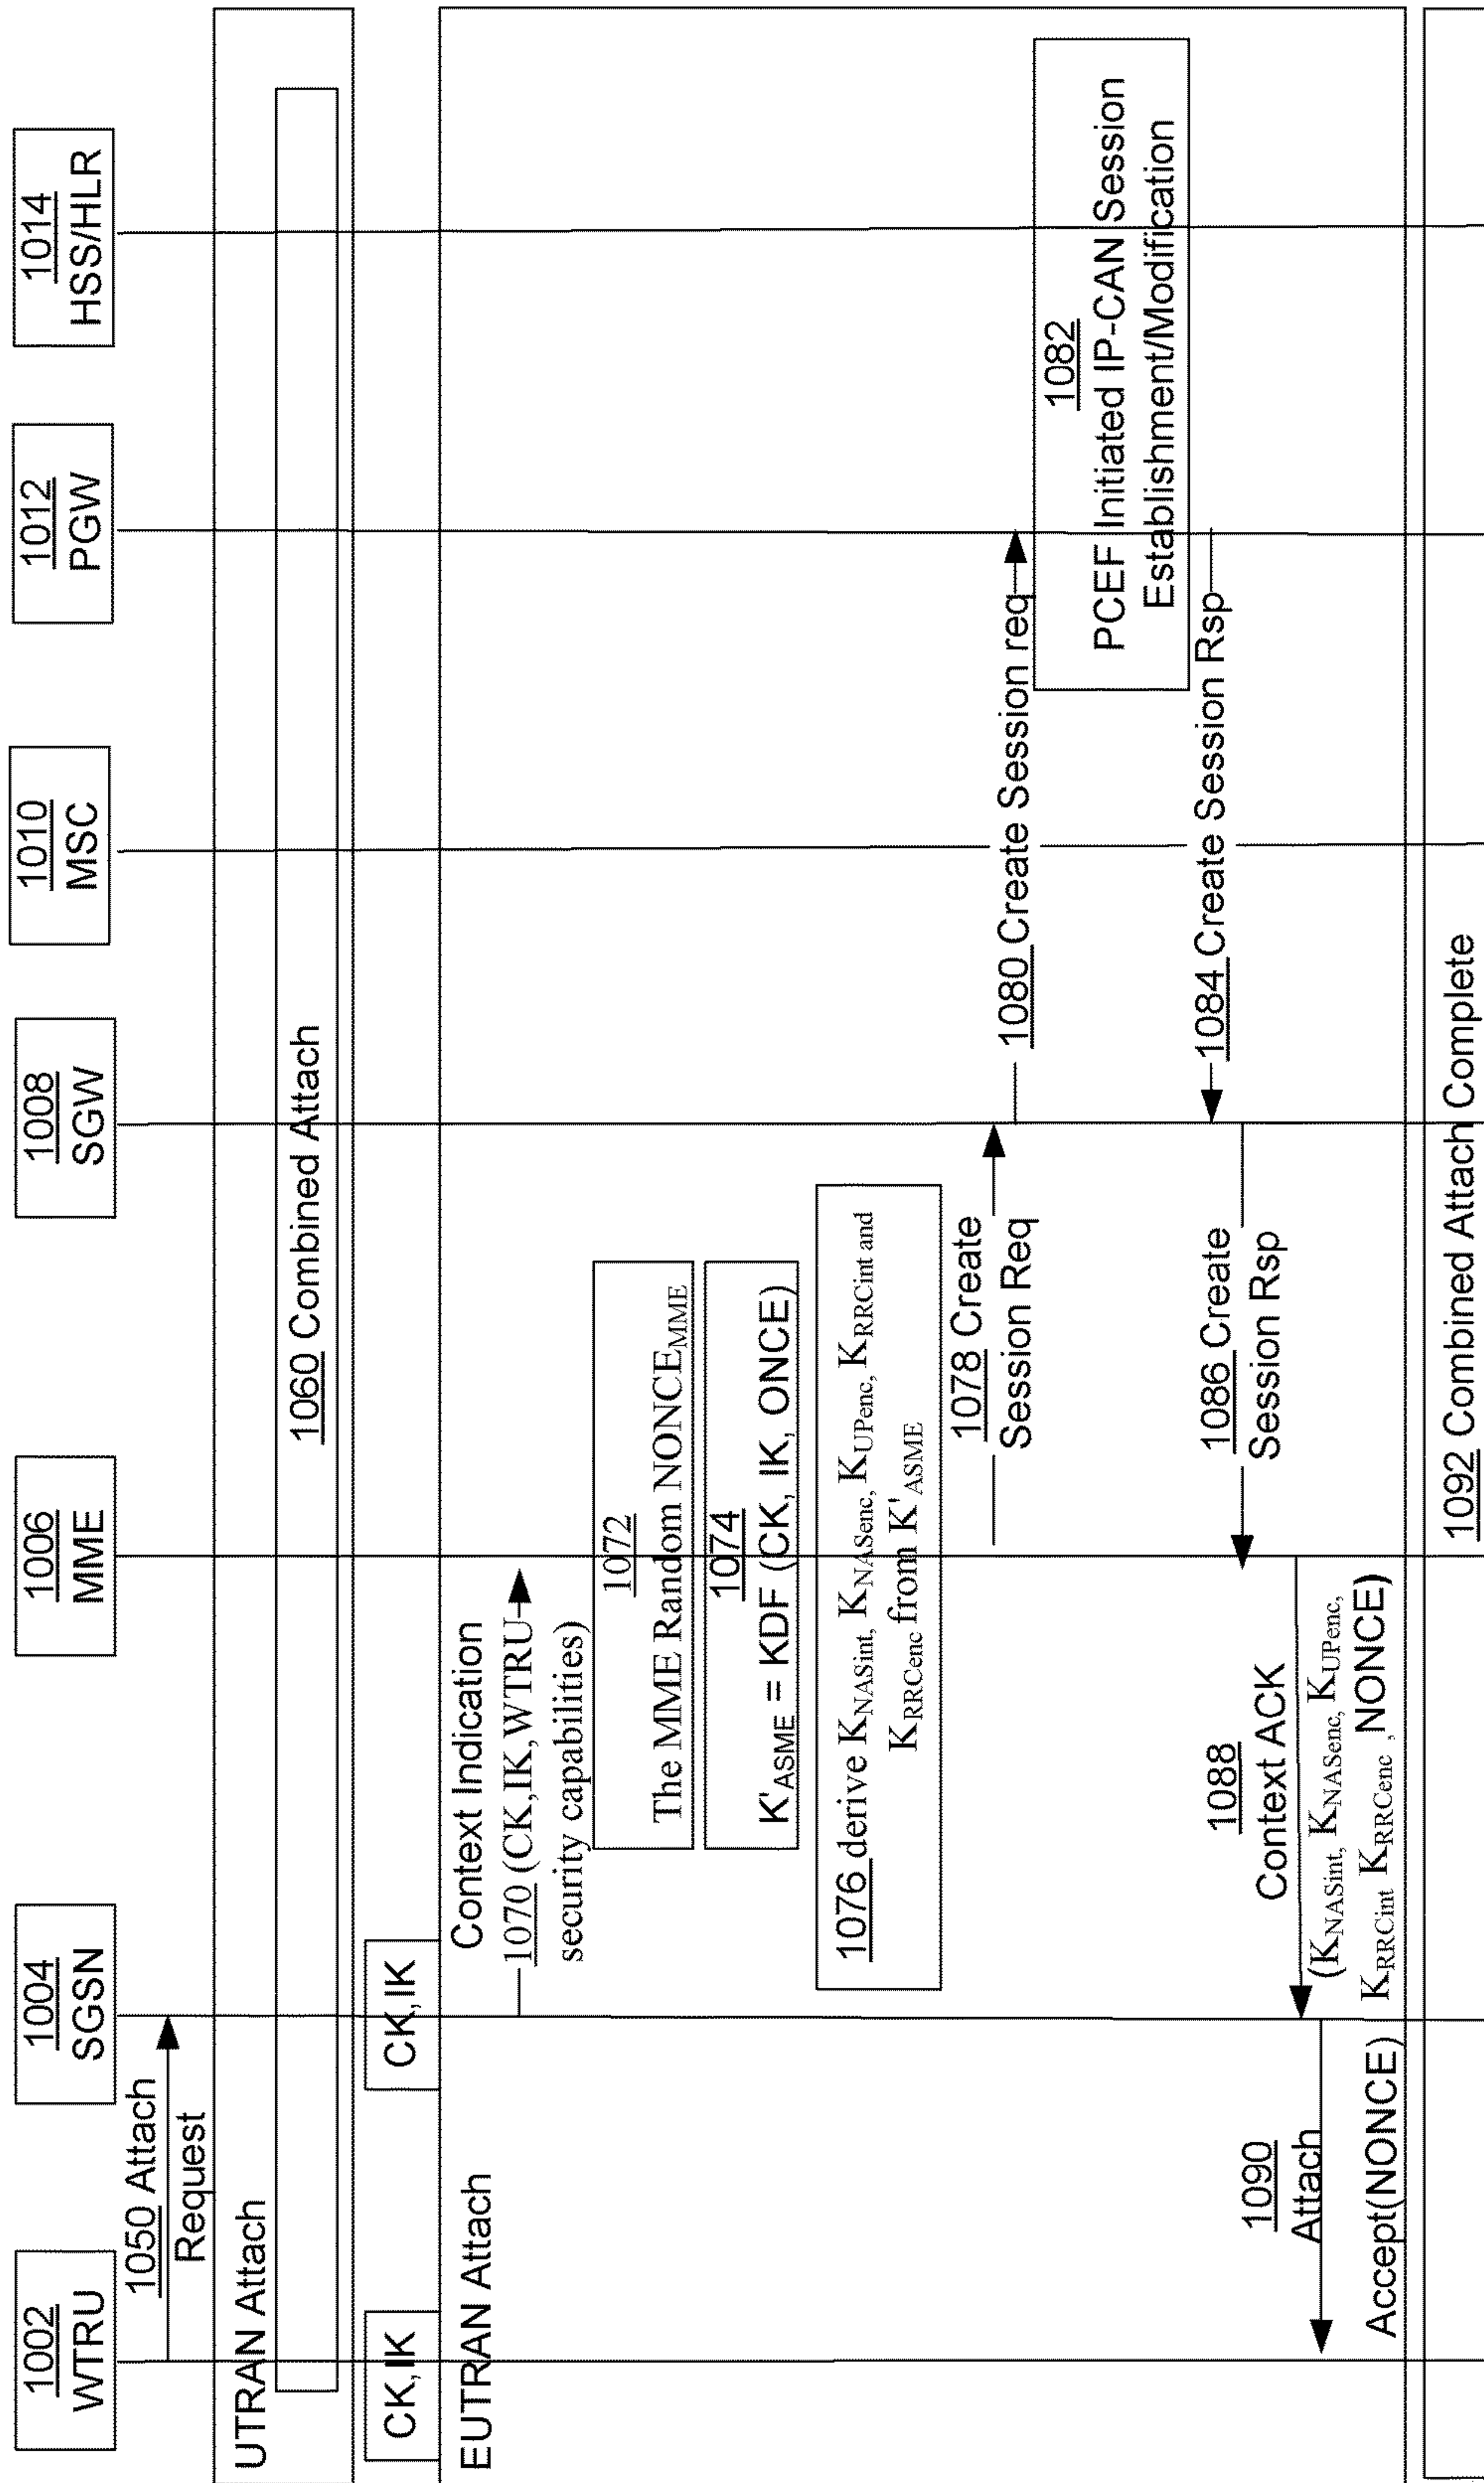 1002
WTRU
1004
SGSN
1006
MME
1008
SGW
1010
MSC
1012
PGW
1014
HSS/HLR
1050 Attach
Request
UTRAN Attach
1060 Combined Attach
CK,IK
CK,IK
EUTRAN Attach
Context Indication
1070 (CK,IK,WTRU
security capabilities)
1072
The MME Random NONCE_MME
1074
K'_ASME = KDF (CK, IK, ONCE)
1076 derive K_NASint, K_NASenc, K_UPenc, K_RRCint and
K_RRCenc from K'_ASME
1078 Create
Session Req
1080 Create Session req
1082
PCEF Initiated IP-CAN Session
Establishment/Modification
1084 Create Session Rsp
1086 Create
Session Rsp
1088
Context ACK
(K_NASint, K_NASenc, K_UPenc,
K_RRCint K_RRCenc , NONCE)
1090
Attach
Accept(NONCE)
1092 Combined Attach Complete